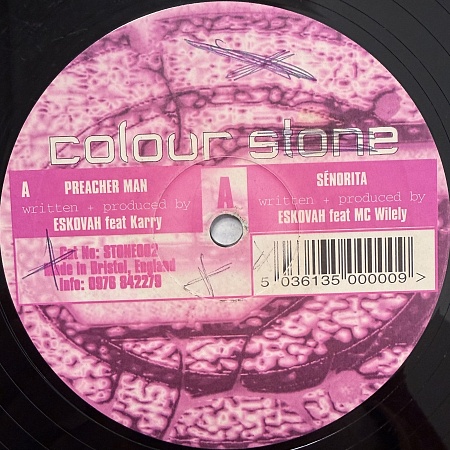 colour stone
A PREACHER MAN
written + produced by
ESKOVAH feat Karry
Cat No: STONE002
Made in Bristol, England
Info: 0976 842279
A.
SÉNORITA
written + produced by
ESKOVAH feat MC Wilely
5 036135 000009 >